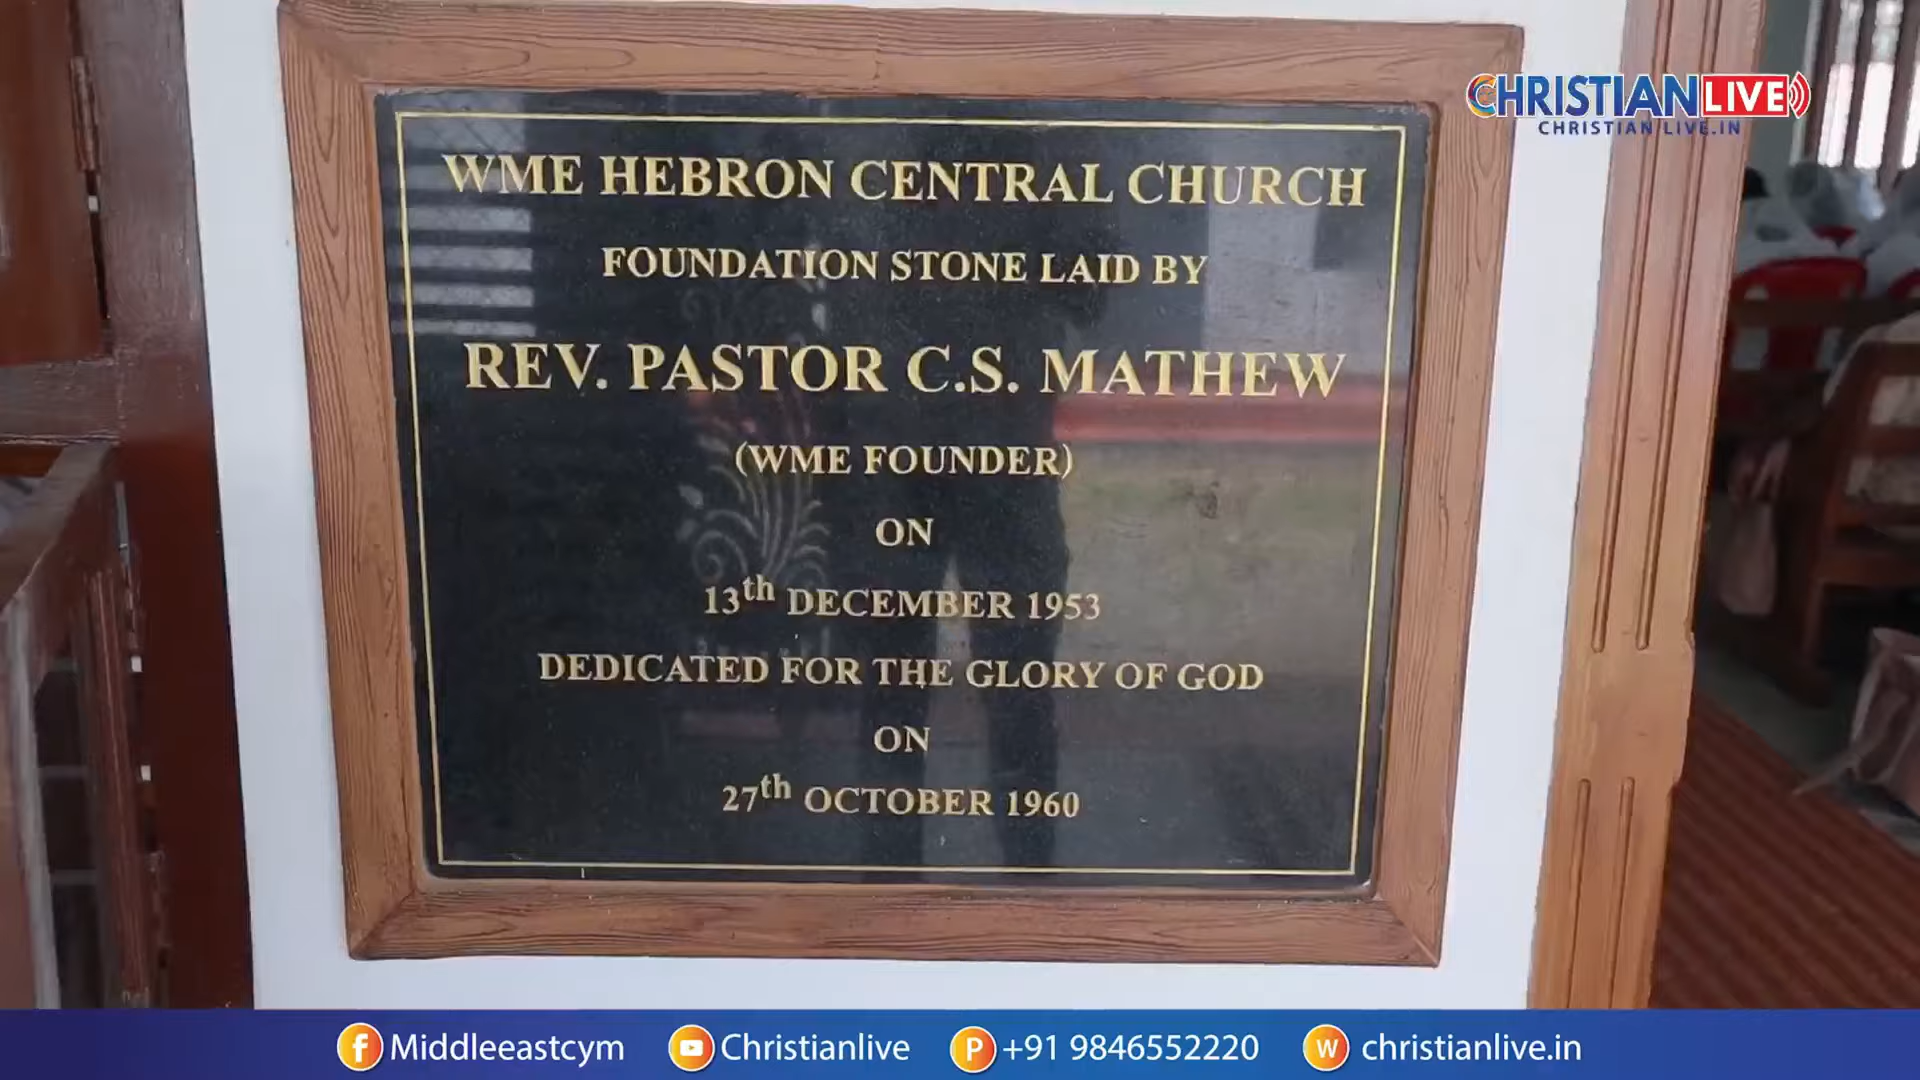 CHRISTIANLIVE
CHRISTIAN LIVE.IN
WME HEBRON CENTRAL CHURCH
FOUNDATION STONE LAID BY
REV. PASTOR C.S. MATHEW
(WME FOUNDER)
ON
13th DECEMBER 1953
DEDICATED FOR THE GLORY OF GOD
ON
27th OCTOBER 1960
f Middleeastcym Christianlive P +91 9846552220 W christianlive.in